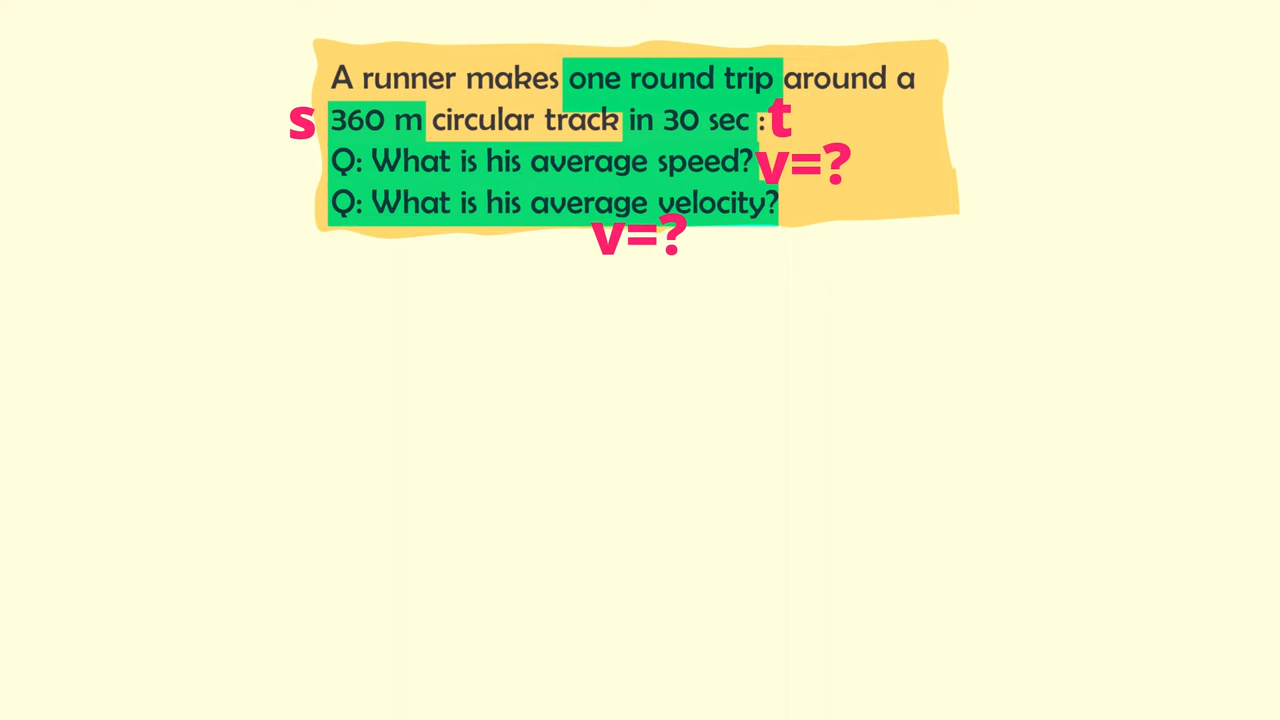 A runner makes one round trip around a
s 360 m circular track in 30 sec : t
Q: What is his average speed? v=?
Q: What is his average velocity?
v=?